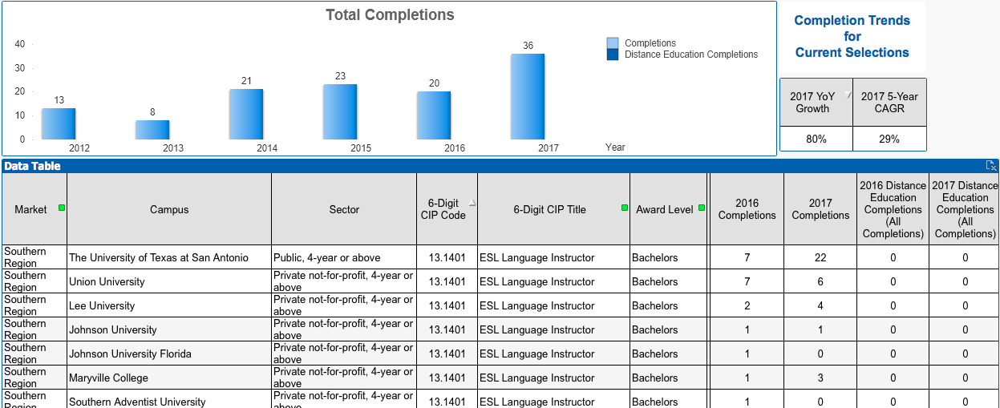 Total Completions
Completions
Distance Education Completions
40
30
20
10
0
13
8
21
23
20
36
2012
2013
2014
2015
2016
2017
Year
Completion Trends
for
Current Selections
2017 YoY
Growth
2017 5-Year
CAGR
80%
29%
Data Table
Market
Campus
Sector
6-Digit
CIP Code
6-Digit CIP Title
Award Level
2016
Completions
2017
Completions
2016 Distance
Education
Completions
(All
Completions)
2017 Distance
Education
Completions
(All
Completions)
Southern
Region
The University of Texas at San Antonio
Public, 4-year or above
13.1401
ESL Language Instructor
Bachelors
7
22
0
0
Southern
Region
Union University
Private not-for-profit, 4-year or
above
13.1401
ESL Language Instructor
Bachelors
7
6
0
0
Southern
Region
Lee University
Private not-for-profit, 4-year or
above
13.1401
ESL Language Instructor
Bachelors
2
4
0
0
Southern
Region
Johnson University
Private not-for-profit, 4-year or
above
13.1401
ESL Language Instructor
Bachelors
1
1
0
0
Southern
Region
Johnson University Florida
Private not-for-profit, 4-year or
above
13.1401
ESL Language Instructor
Bachelors
1
0
0
0
Southern
Region
Maryville College
Private not-for-profit, 4-year or
above
13.1401
ESL Language Instructor
Bachelors
1
3
0
0
Southern
Region
Southern Adventist University
Private not-for-profit, 4-year or
above
13.1401
ESL Language Instructor
Bachelors
1
0
0
0